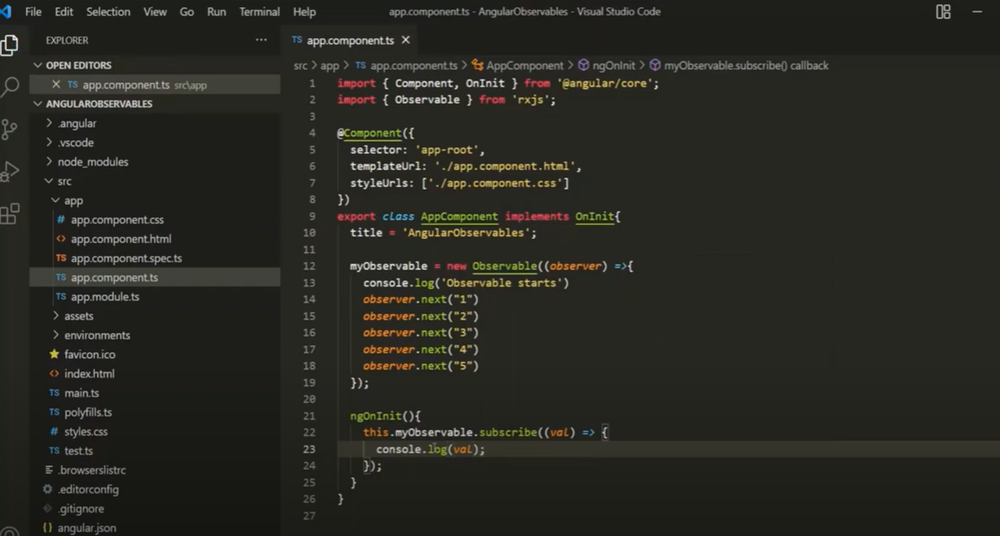 File Edit Selection View Go Run Terminal Help app.component.ts - AngularObservables - Visual Studio Code
EXPLORER ...
OPEN EDITORS
TS app.component.ts src\app
ANGULAROBSERVABLES
.angular
.vscode
node_modules
src
app
# app.component.css
<> app.component.html
TS app.component.spec.ts
TS app.component.ts
TS app.module.ts
assets
environments
favicon.ico
<> index.html
TS main.ts
TS polyfills.ts
# styles.css
TS test.ts
.browserslistrc
.editorconfig
.gitignore
{} angular.json
TS app.component.ts
src > app > TS app.component.ts > AppComponent > ngOnInit > myObservable.subscribe() callback
1 import { Component, OnInit } from '@angular/core';
2 import { Observable } from 'rxjs';
3
4 @Component({
5 selector: 'app-root',
6 templateUrl: './app.component.html',
7 styleUrls: ['./app.component.css']
8 })
9 export class AppComponent implements OnInit{
10 title = 'AngularObservables';
11
12 myObservable = new Observable((observer) =>{
13 console.log('Observable starts')
14 observer.next("1")
15 observer.next("2")
16 observer.next("3")
17 observer.next("4")
18 observer.next("5")
19 });
20
21 ngOnInit(){
22 this.myObservable.subscribe((val) => {
23 console.log(val);
24 });
25 }
26 }
27